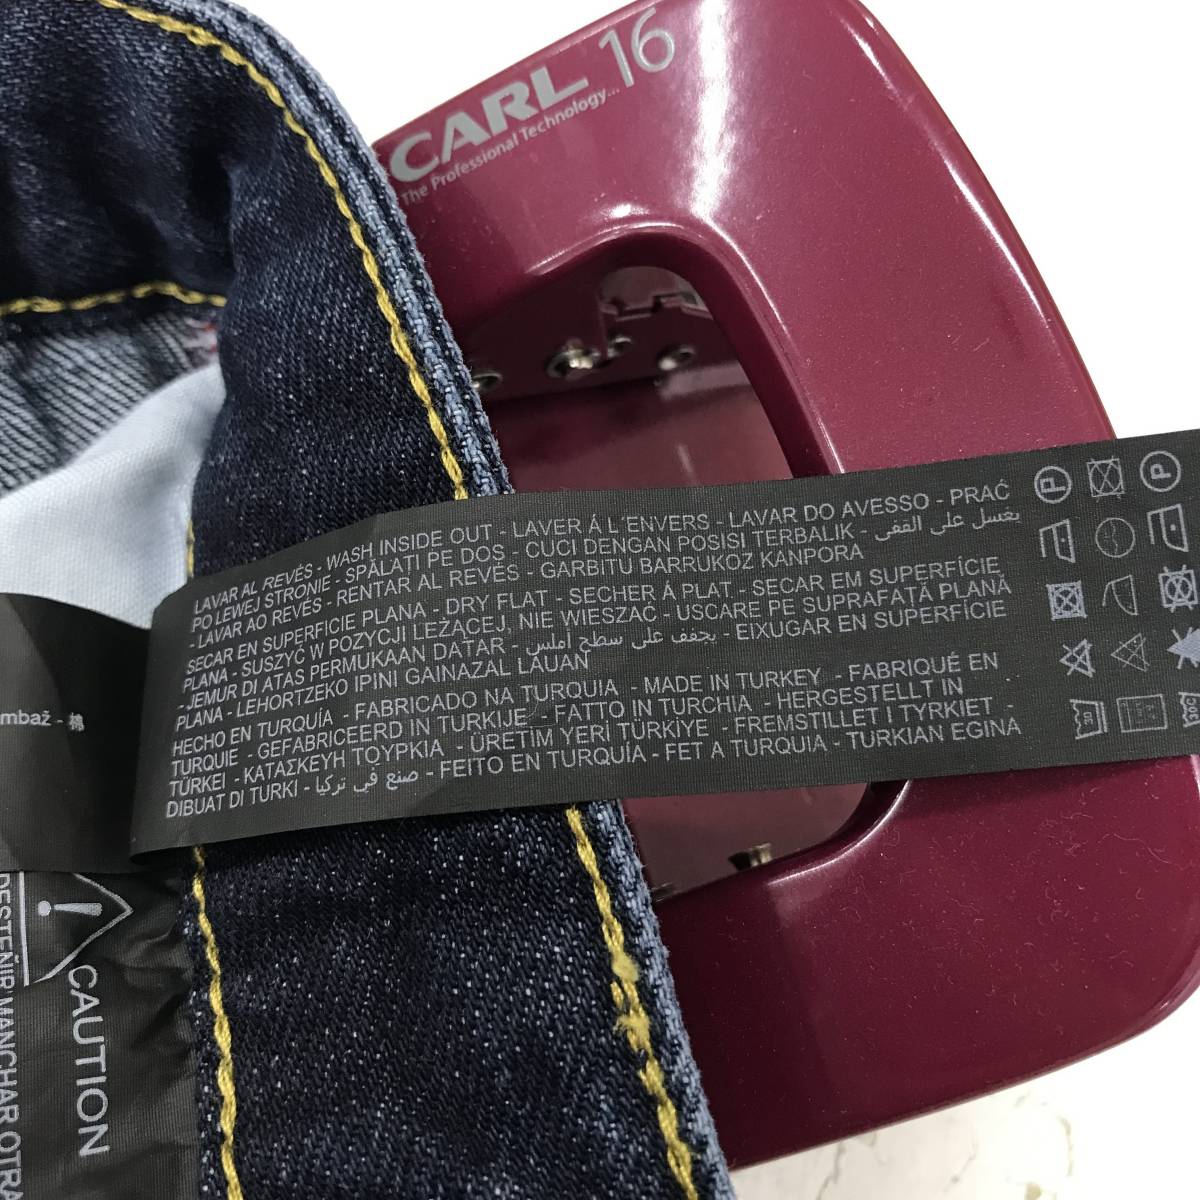 CARL 16
The Professional Technology...
LAVAR AL REVÉS - WASH INSIDE OUT - LAVER Á L´ENVERS - LAVAR DO AVESSO - PRAĆ
PO LEWEJ STRONIE - SPĂLAȚI PE DOS - CUCI DENGAN POSISI TERBALIK - يغسل على القفى
- LAVAR AO REVÉS - RENTAR AL REVÉS - GARBITU BARRUKOZ KANPORA
SECAR EN SUPERFICIE PLANA - DRY FLAT - SECHER Á PLAT - SECAR EM SUPERFÍCIE
PLANA - SUSZYĆ W POZYCJI LEŻĄCEJ, NIE WIESZAĆ - USCARE PE SUPRAFAȚĂ PLANĂ
- JEMUR DI ATAS PERMUKAAN DATAR - يجفف على سطح املس - EIXUGAR EN SUPERFÍCIE
PLANA - LEHORTZEKO IPINI GAINAZAL LAUAN
HECHO EN TURQUÍA - FABRICADO NA TURQUIA - MADE IN TURKEY - FABRIQUÉ EN
TURQUIE - GEFABRICEERD IN TURKIJE - FATTO IN TURCHIA - HERGESTELLT IN
TÜRKEI - ΚΑΤΑΣΚΕΥΗ ΤΟΥΡΚΙΑ - ÜRETİM YERİ TÜRKİYE - FREMSTILLET I TYRKIET -
DIBUAT DI TURKI - صنع في تركيا - FEITO EN TURQUÍA - FET A TURQUIA - TURKIAN EGINA
P P
30
mbaž - 棉
CAUTION
DESTEÑIR
MANCHAR OTRA